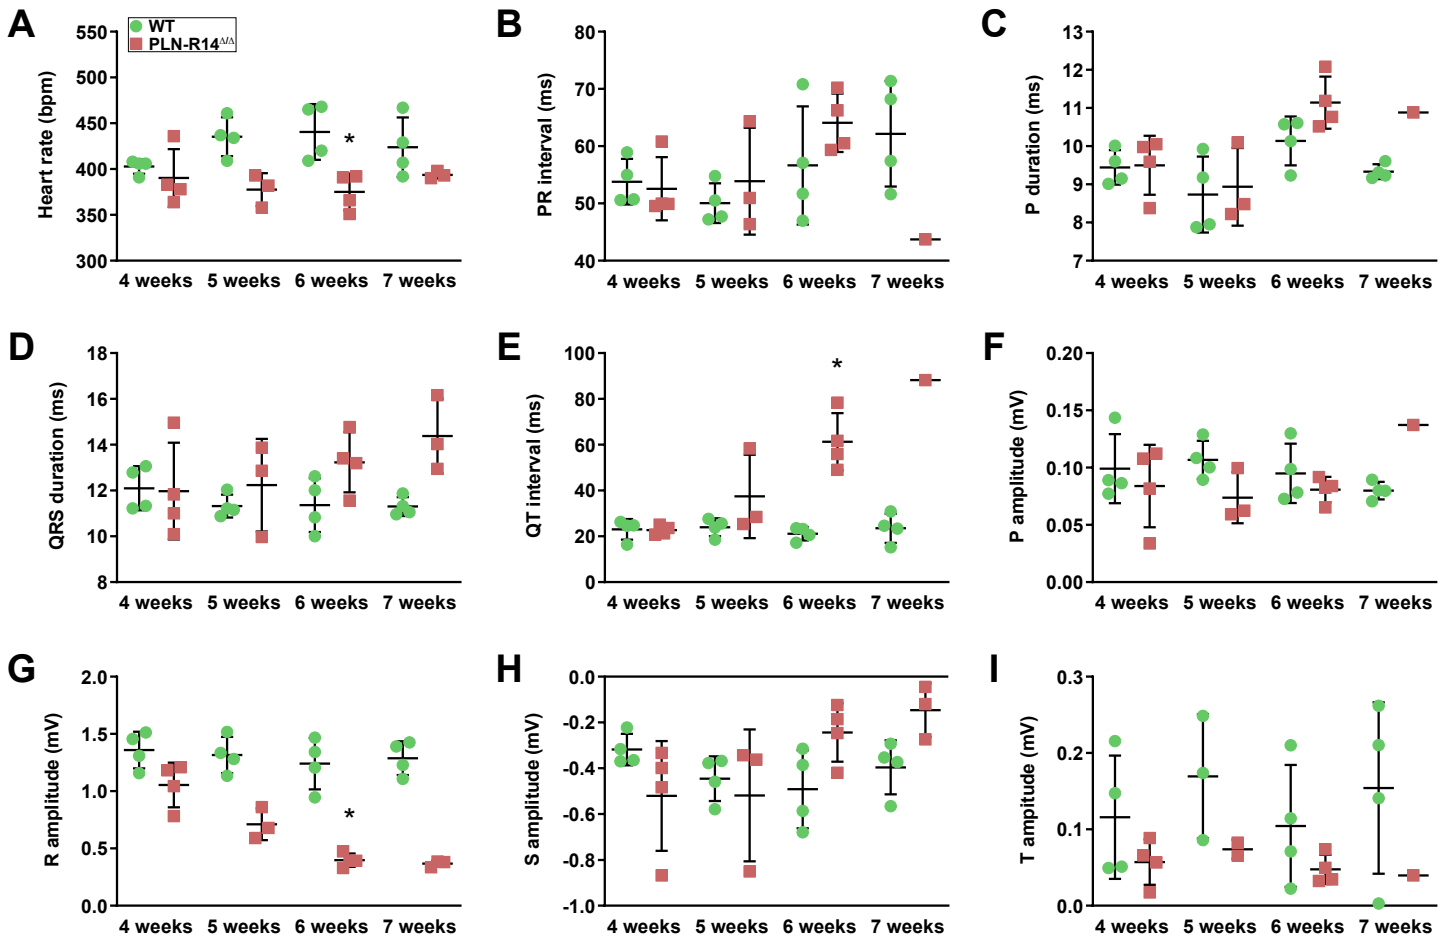 A
Heart rate (bpm)
550
500
450
400
350
300
WT
PLN-R14Δ/Δ
*
4 weeks 5 weeks 6 weeks 7 weeks
B
PR interval (ms)
80
70
60
50
40
4 weeks 5 weeks 6 weeks 7 weeks
C
P duration (ms)
13
12
11
10
9
8
7
4 weeks 5 weeks 6 weeks 7 weeks
D
QRS duration (ms)
18
16
14
12
10
8
4 weeks 5 weeks 6 weeks 7 weeks
E
QT interval (ms)
100
80
60
40
20
0
*
4 weeks 5 weeks 6 weeks 7 weeks
F
P amplitude (mV)
0.20
0.15
0.10
0.05
0.00
4 weeks 5 weeks 6 weeks 7 weeks
G
R amplitude (mV)
2.0
1.5
1.0
0.5
0.0
*
4 weeks 5 weeks 6 weeks 7 weeks
H
S amplitude (mV)
0.0
-0.2
-0.4
-0.6
-0.8
-1.0
4 weeks 5 weeks 6 weeks 7 weeks
I
T ampitude (mV)
0.3
0.2
0.1
0.0
4 weeks 5 weeks 6 weeks 7 weeks